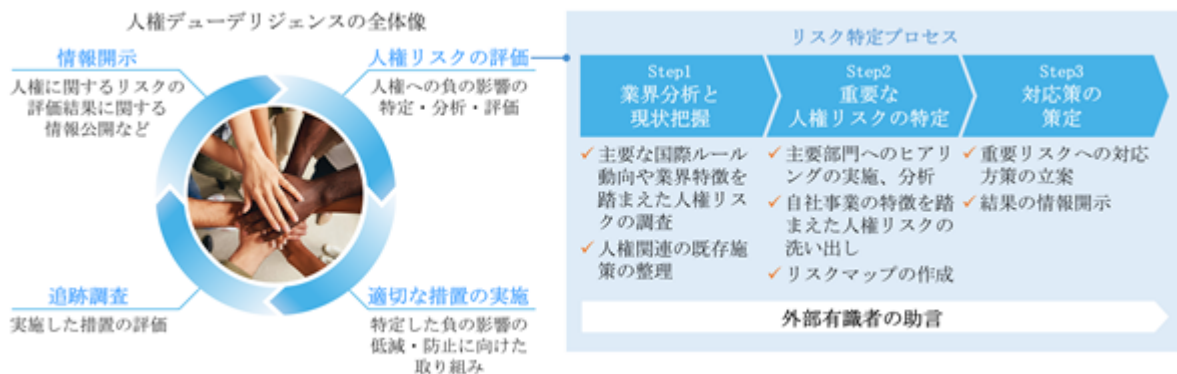 人権デューデリジェンスの全体像
情報開示
人権に関するリスクの
評価結果に関する
情報公開など
人権リスクの評価
人権への負の影響の
特定・分析・評価
追跡調査
実施した措置の評価
適切な措置の実施
特定した負の影響の
低減・防止に向けた
取り組み
リスク特定プロセス
Step1
業界分析と
現状把握
✓主要な国際ルール
動向や業界特徴を
踏まえた人権リス
クの調査
✓人権関連の既存施
策の整理
Step2
重要な
人権リスクの特定
✓主要部門へのヒアリ
ングの実施、分析
✓自社事業の特徴を踏
まえた人権リスクの
洗い出し
✓リスクマップの作成
Step3
対応策の
策定
✓重要リスクへの対応
方策の立案
✓結果の情報開示
外部有識者の助言